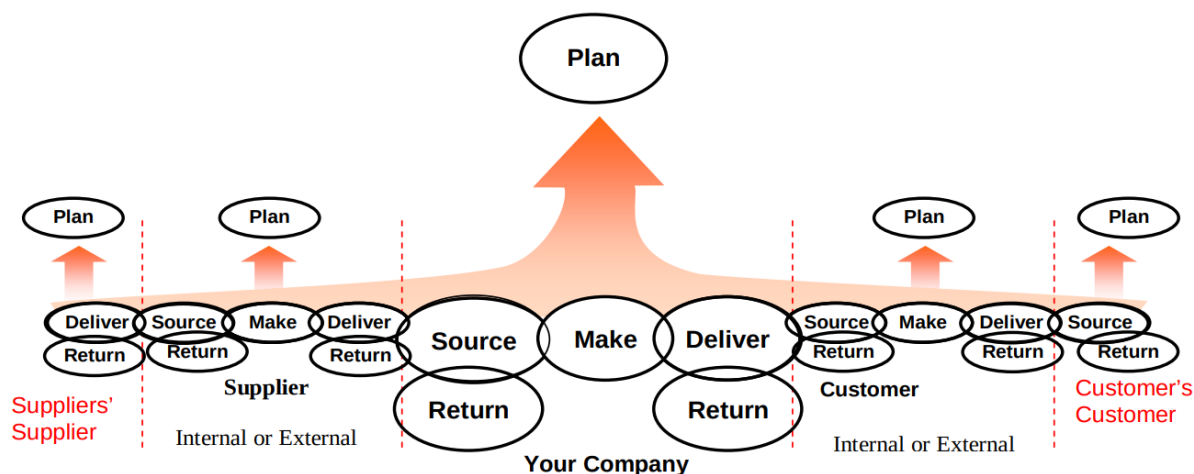 Plan
Plan
Plan
Plan
Plan
Deliver
Source
Make
Deliver
Source
Make
Deliver
Source
Make
Deliver
Source
Return
Return
Return
Return
Return
Return
Return
Return
Supplier
Customer
Suppliers'
Supplier
Customer's
Customer
Internal or External
Internal or External
Your Company